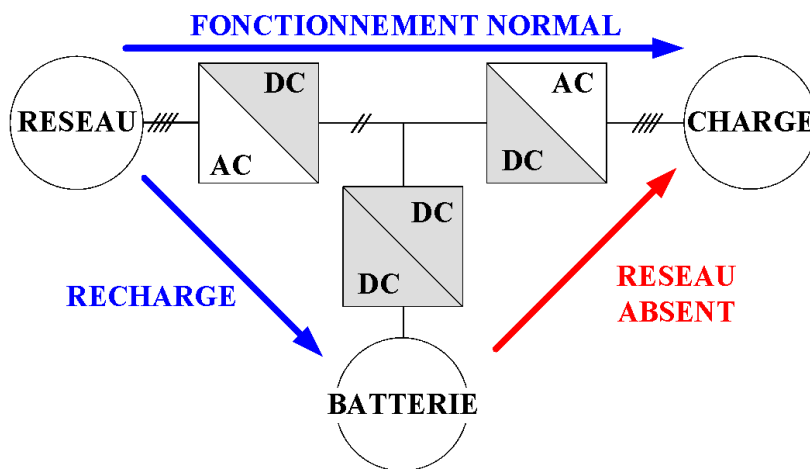 FONCTIONNEMENT NORMAL
DC
AC
RESEAU
CHARGE
AC
DC
DC
DC
RECHARGE
RESEAU
ABSENT
BATTERIE